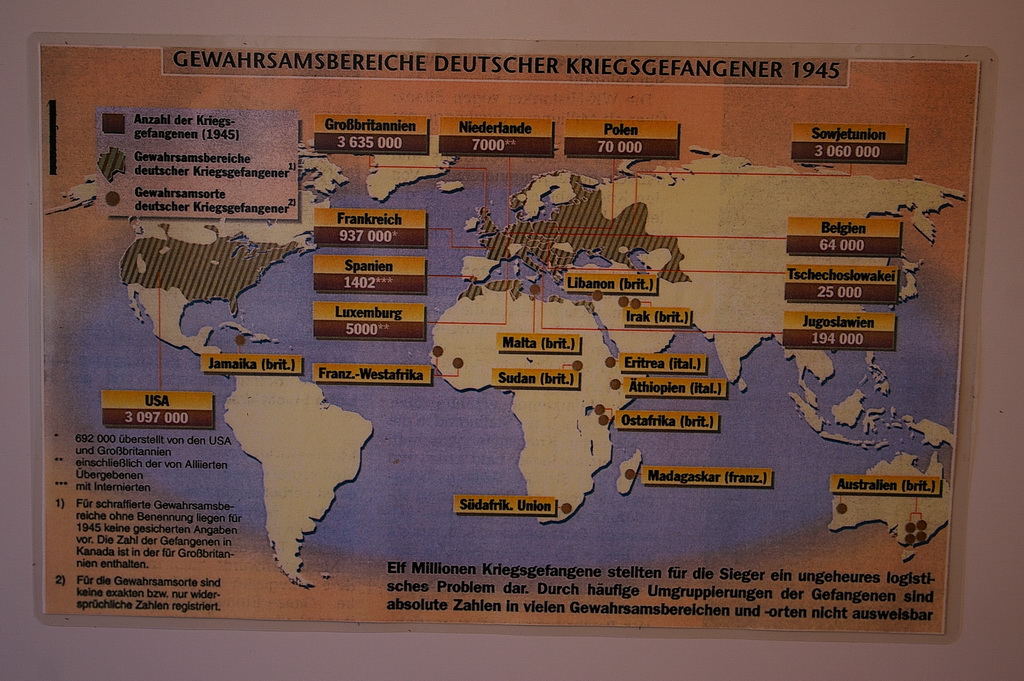 GEWAHRSAMSBEREICHE DEUTSCHER KRIEGSGEFANGENER 1945
Anzahl der Kriegs-
gefangenen (1945)
Gewahrsamsbereiche
deutscher Kriegsgefangener 1)
Gewahrsamsorte
deutscher Kriegsgefangener 2)
Großbritannien
3 635 000
Niederlande
7000**
Polen
70 000
Sowjetunion
3 060 000
Frankreich
937 000*
Belgien
64 000
Spanien
1402***
Tschechoslowakei
25 000
Luxemburg
5000**
Jugoslawien
194 000
Libanon (brit.)
Irak (brit.)
Malta (brit.)
Jamaika (brit.)
Franz.-Westafrika
Sudan (brit.)
Eritrea (ital.)
Äthiopien (ital.)
Ostafrika (brit.)
USA
3 097 000
Madagaskar (franz.)
Australien (brit.)
Südafrik. Union
* 692 000 überstellt von den USA
und Großbritannien
** einschließlich der von Alliierten
Übergebenen
*** mit Internierten
1) Für schraffierte Gewahrsamsbe-
reiche ohne Benennung liegen für
1945 keine gesicherten Angaben
vor. Die Zahl der Gefangenen in
Kanada ist in der für Großbritan-
nien enthalten.
2) Für die Gewahrsamsorte sind
keine exakten bzw. nur wider-
sprüchliche Zahlen registriert.
Elf Millionen Kriegsgefangene stellten für die Sieger ein ungeheures logisti-
sches Problem dar. Durch häufige Umgruppierungen der Gefangenen sind
absolute Zahlen in vielen Gewahrsamsbereichen und -orten nicht ausweisbar